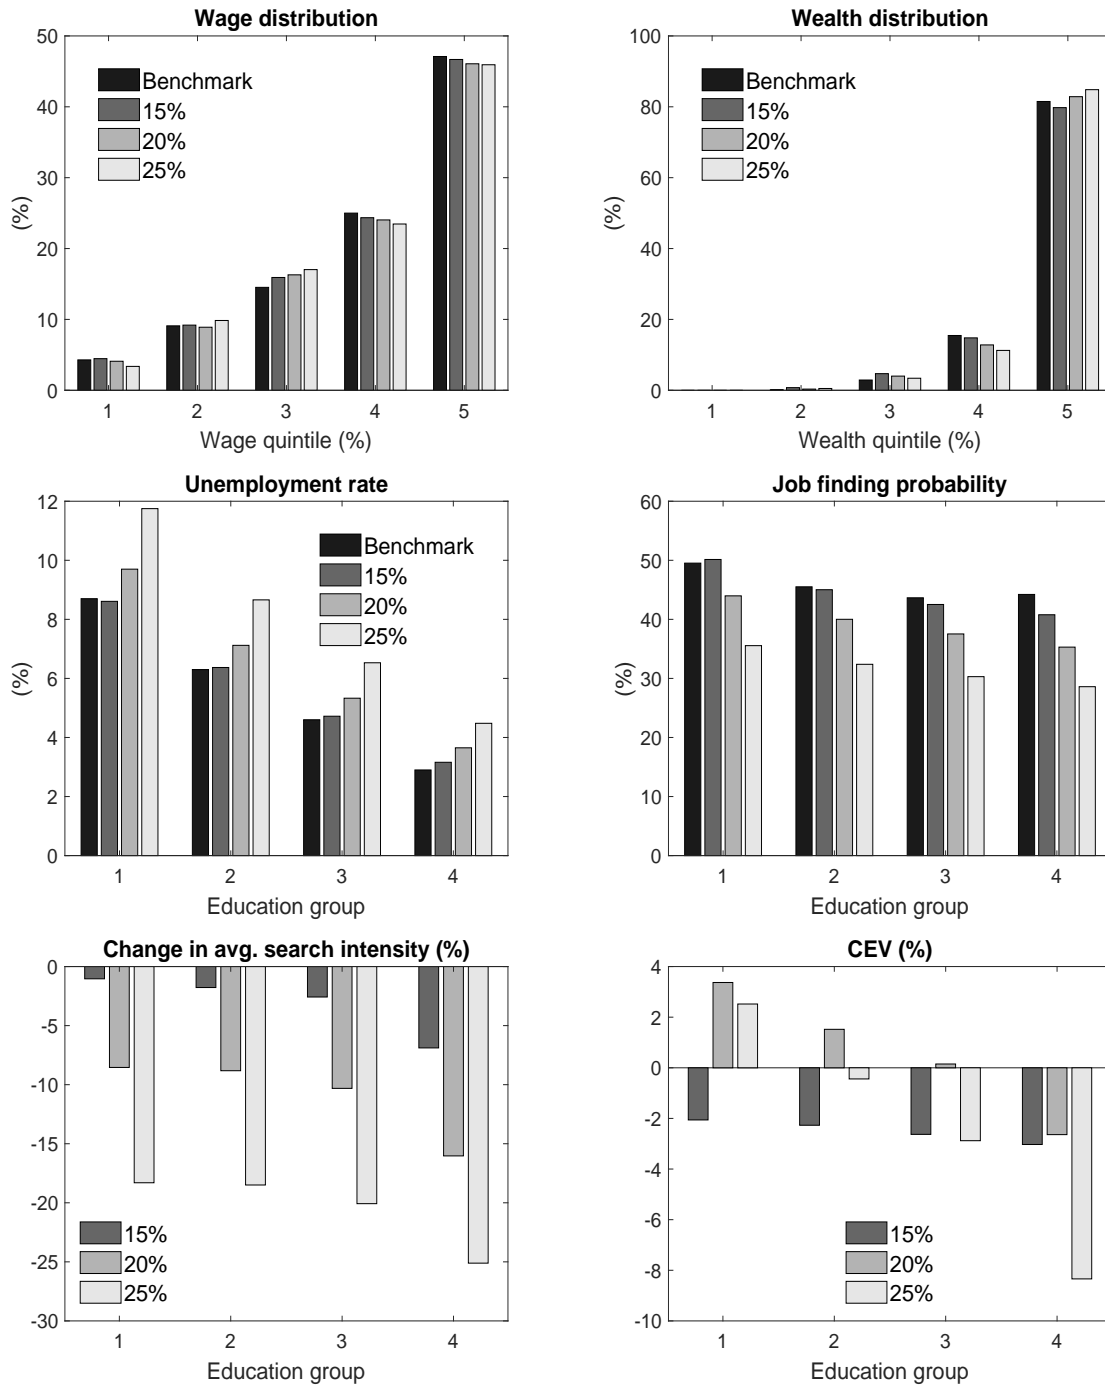 Wage distribution
50
40
30
20
10
0
(%)
Benchmark
15%
20%
25%
1 2 3 4 5
Wage quintile (%)
Wealth distribution
100
80
60
40
20
0
(%)
Benchmark
15%
20%
25%
1 2 3 4 5
Wealth quintile (%)
Unemployment rate
12
10
8
6
4
2
0
(%)
Benchmark
15%
20%
25%
1 2 3 4
Education group
Job finding probability
60
50
40
30
20
10
0
(%)
1 2 3 4
Education group
Change in avg. search intensity (%)
0
-5
-10
-15
-20
-25
-30
15%
20%
25%
1 2 3 4
Education group
CEV (%)
4
2
0
-2
-4
-6
-8
-10
15%
20%
25%
1 2 3 4
Education group